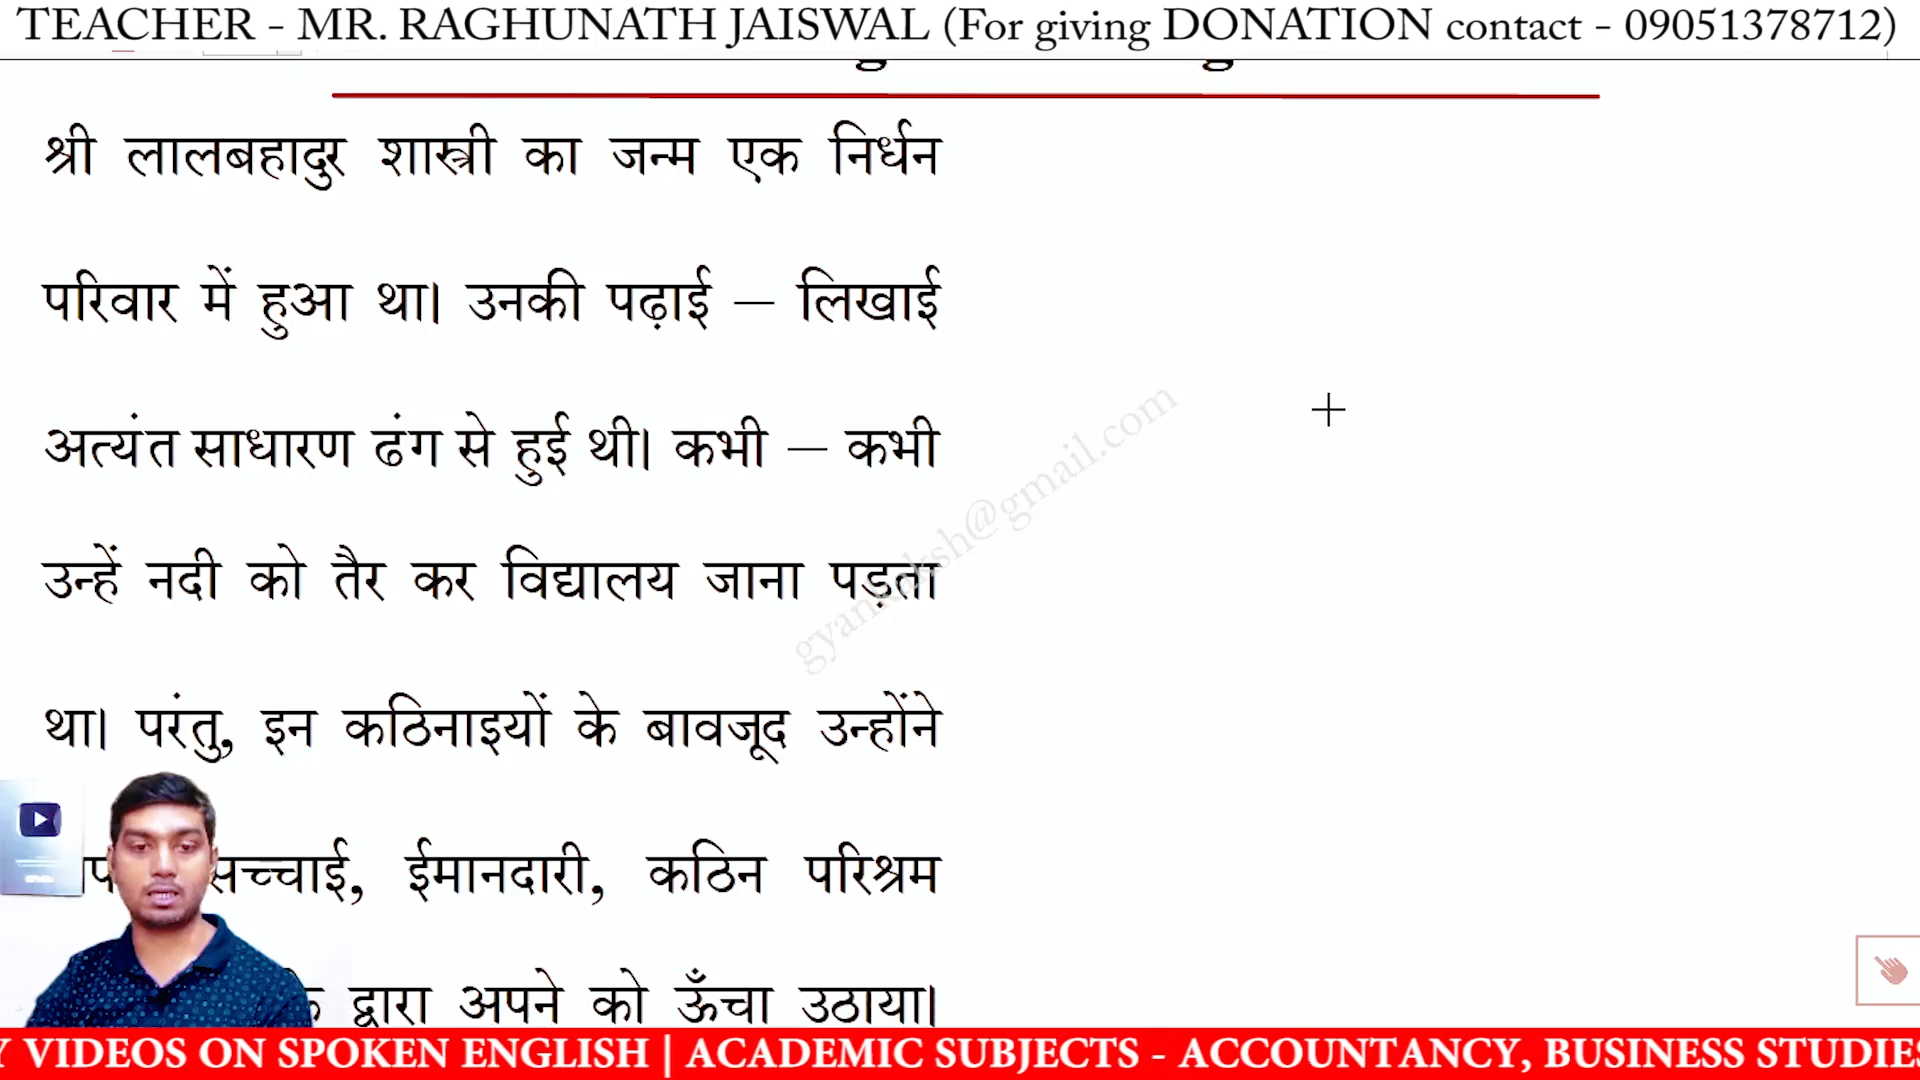 TEACHER - MR. RAGHUNATH JAISWAL (For giving DONATION contact - 09051378712)
श्री लालबहादुर शास्त्री का जन्म एक निर्धन
परिवार में हुआ था। उनकी पढ़ाई – लिखाई
अत्यंत साधारण ढंग से हुई थी। कभी – कभी
उन्हें नदी को तैर कर विद्यालय जाना पड़ता
था। परंतु, इन कठिनाइयों के बावजूद उन्होंने
सच्चाई, ईमानदारी, कठिन परिश्रम
द्वारा अपने को ऊँचा उठाया।
Y VIDEOS ON SPOKEN ENGLISH | ACADEMIC SUBJECTS - ACCOUNTANCY, BUSINESS STUDIES